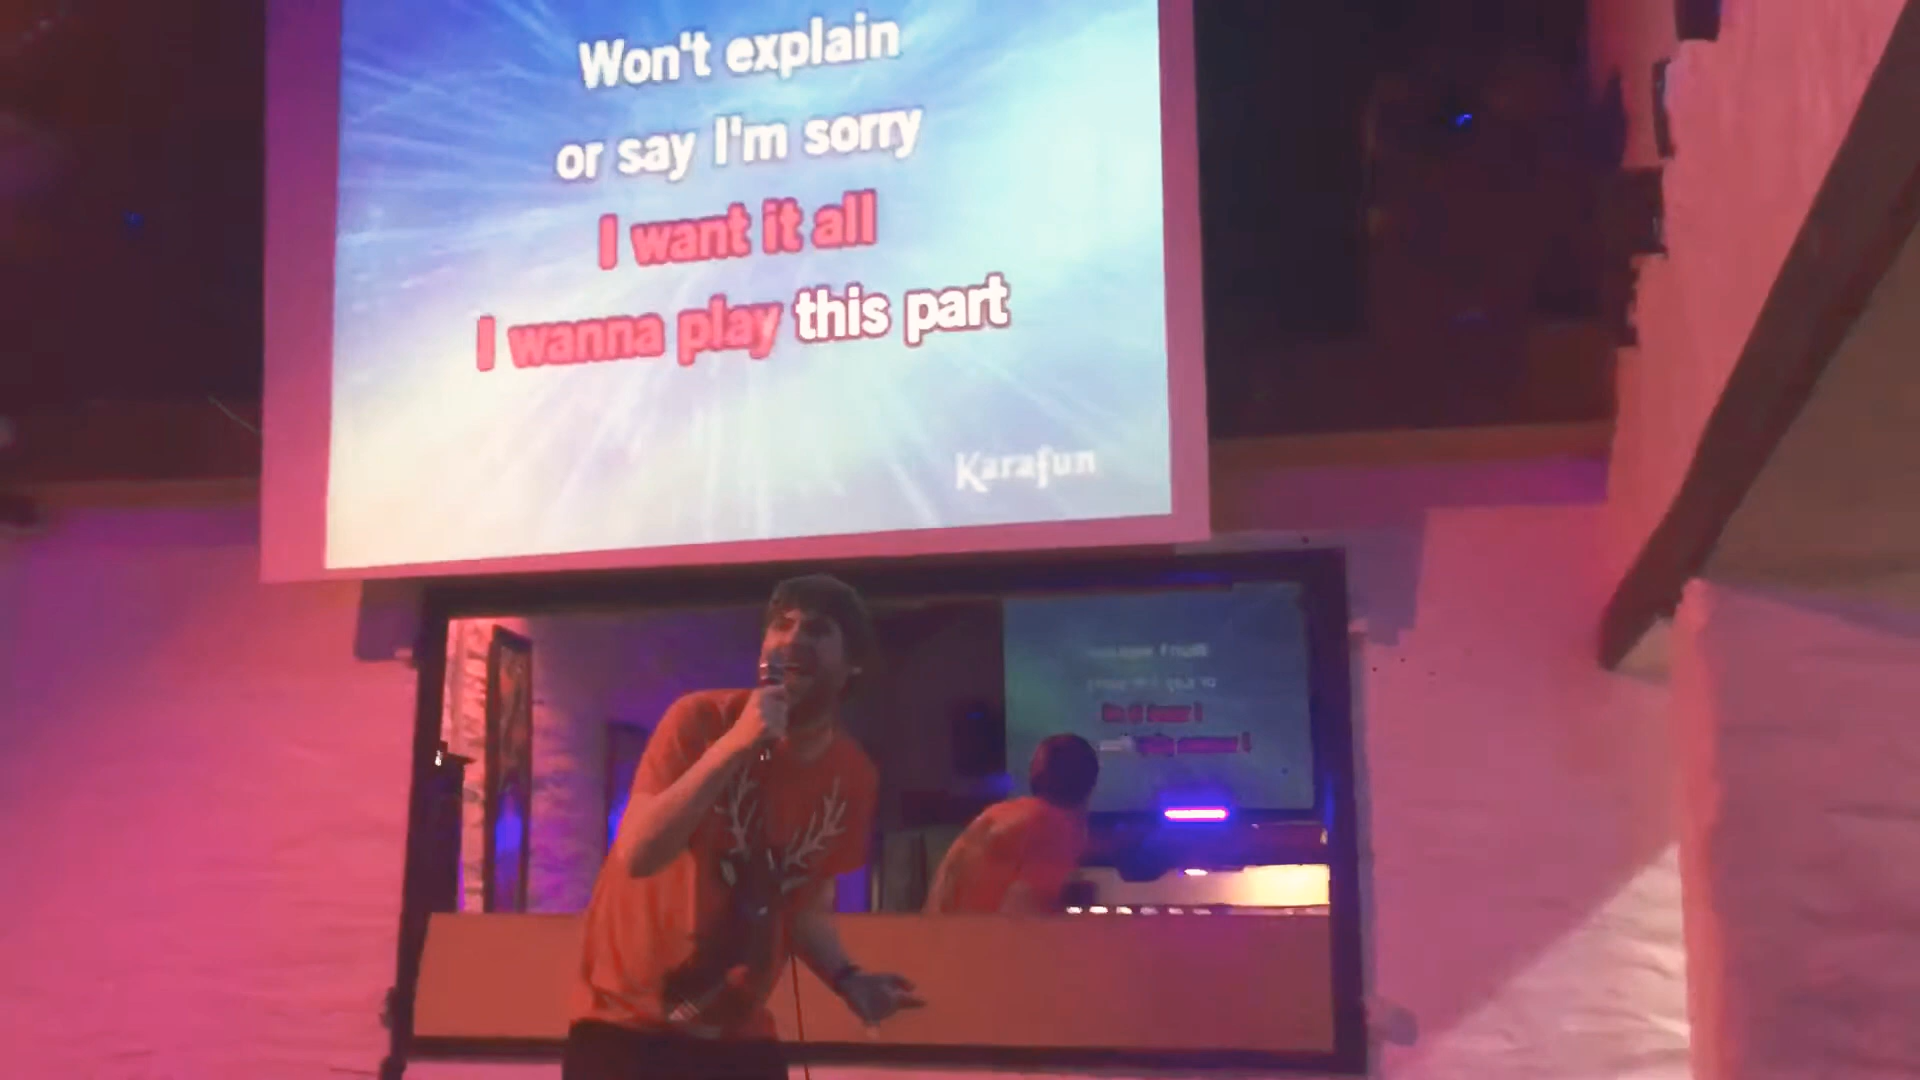 Won't explain
or say I'm sorry
I want it all
I wanna play this part
Karafun